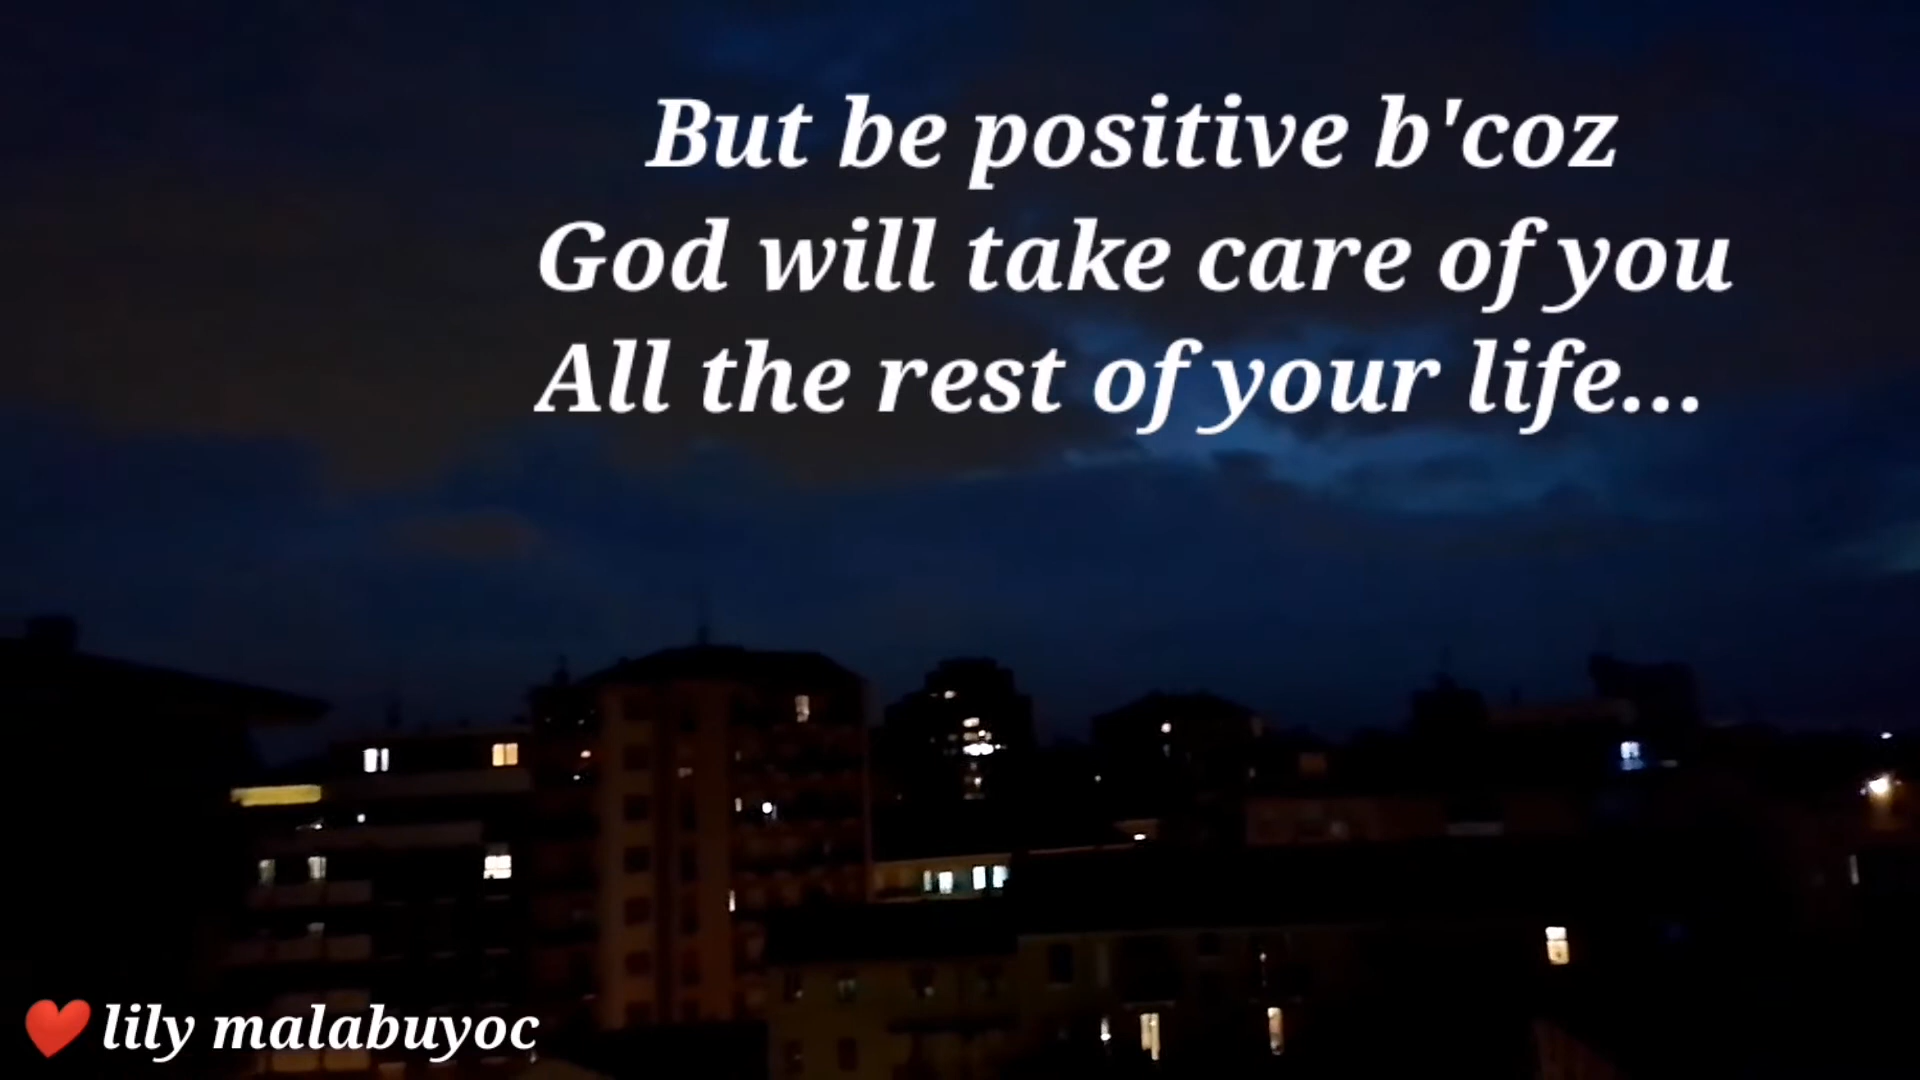 But be positive b'coz
God will take care of you
All the rest of your life...
❤️lily malabuyoc